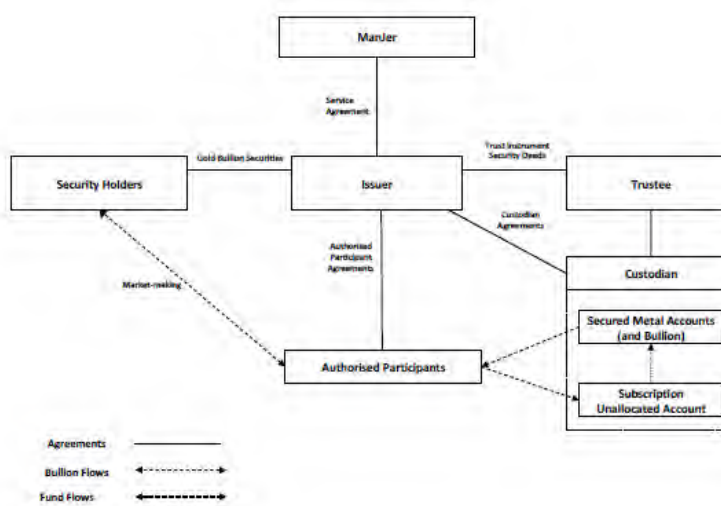 ManJer
Service
Agreement
Gold Bullion Securities
Trust Instrument
Security Deeds
Security Holders
Issuer
Trustee
Custodian
Agreements
Authorised
Participant
Agreements
Custodian
Market-making
Secured Metal Accounts
(and Bullion)
Authorised Participants
Subscription
Unallocated Account
Agreements
Bullion Flows
Fund Flows